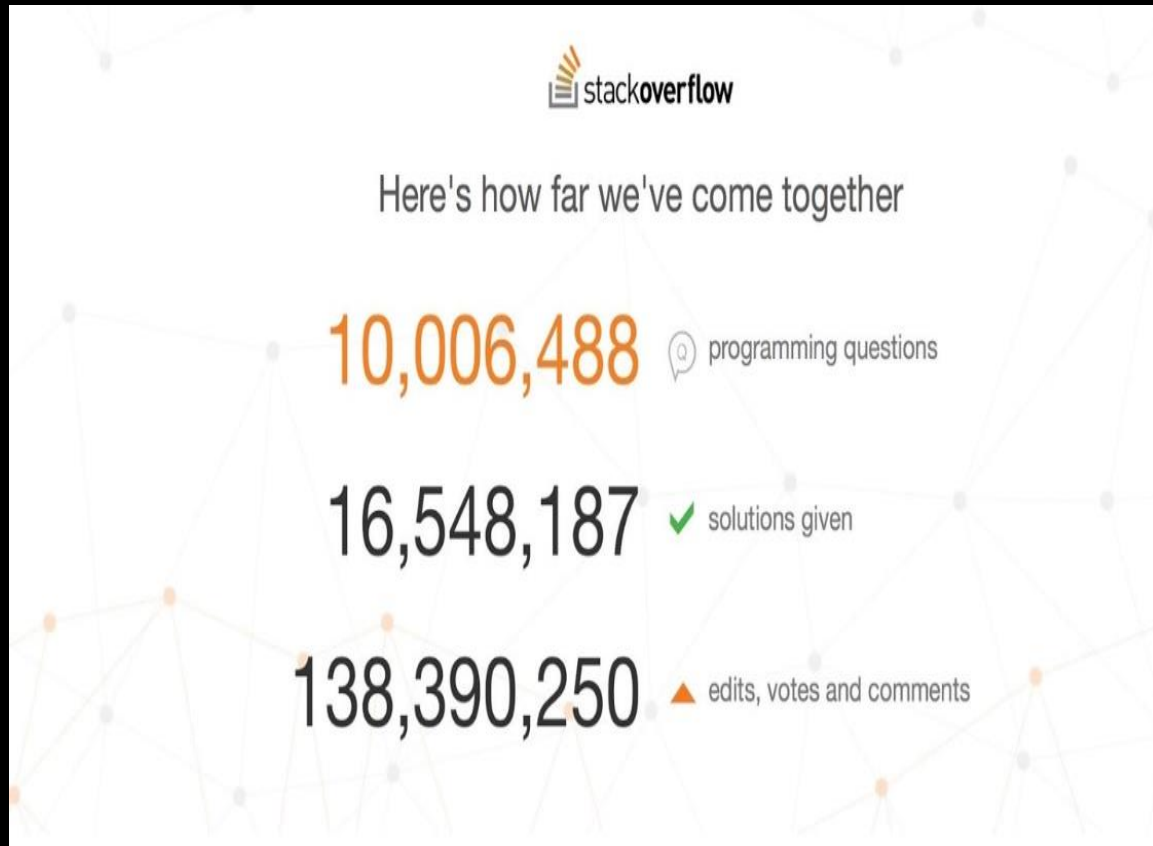 stackoverflow
Here's how far we've come together
10,006,488 Q programming questions
16,548,187 solutions given
138,390,250 edits, votes and comments